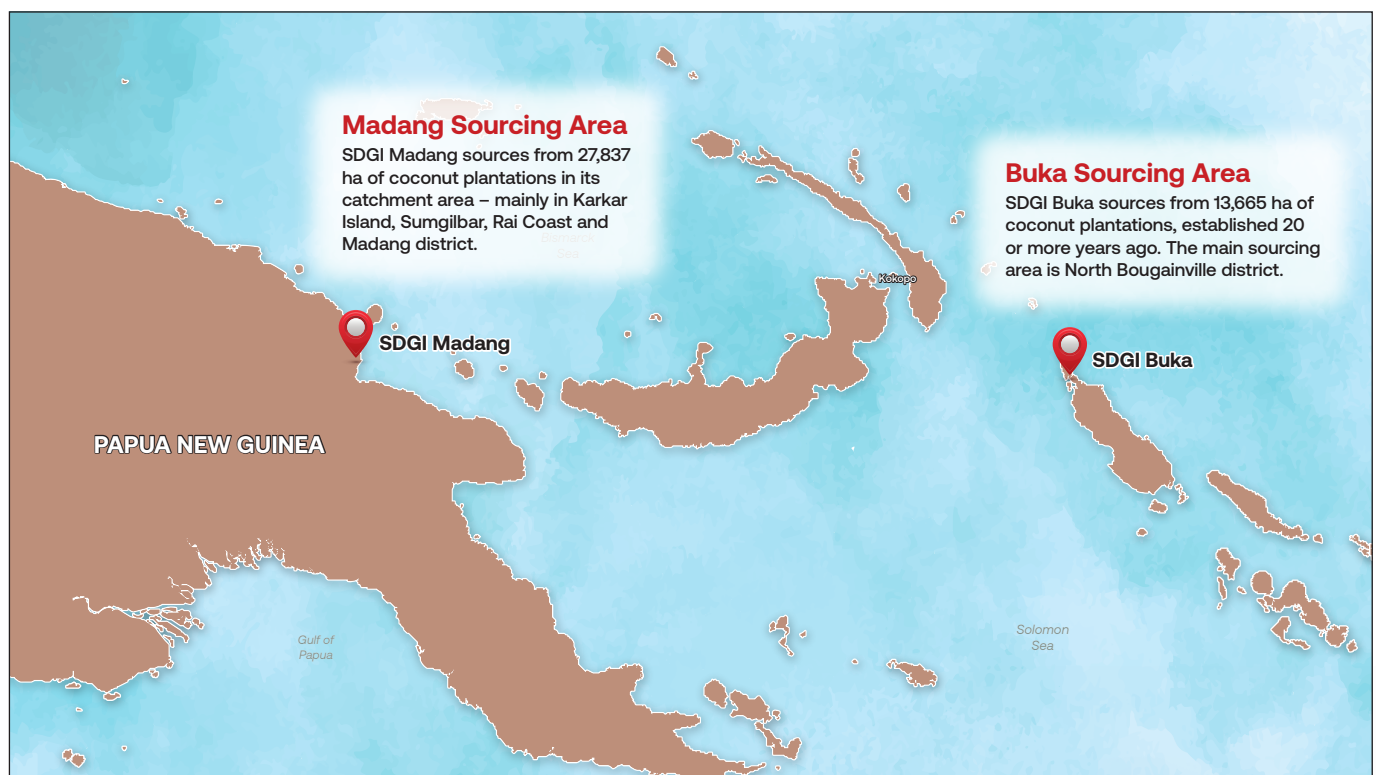 Madang Sourcing Area
SDGI Madang sources from 27,837
ha of coconut plantations in its
catchment area – mainly in Karkar
Island, Sumgilbar, Rai Coast and
Madang district.
Buka Sourcing Area
SDGI Buka sources from 13,665 ha of
coconut plantations, established 20
or more years ago. The main sourcing
area is North Bougainville district.
Kokopo
SDGI Madang
SDGI Buka
PAPUA NEW GUINEA
Gulf of
Papua
Solomon
Sea